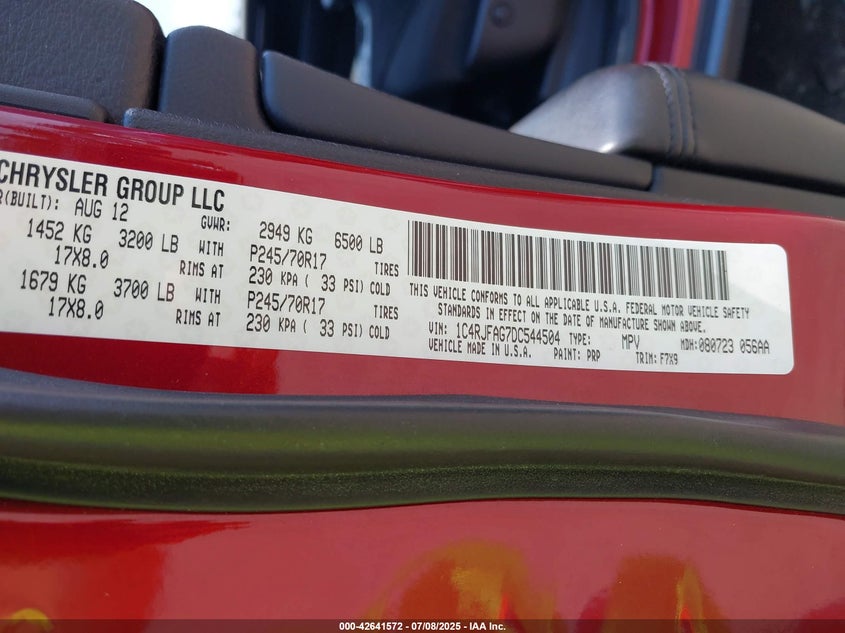 CHRYSLER GROUP LLC
R(BUILT): AUG 12 GVWR: 2949 KG 6500 LB
1452 KG 3200 LB WITH P245/70R17 TIRES
17X8.0 RIMS AT 230 KPA ( 33 PSI) COLD
1679 KG 3700 LB WITH P245/70R17 TIRES
17X8.0 RIMS AT 230 KPA ( 33 PSI) COLD
THIS VEHICLE CONFORMS TO ALL APPLICABLE U.S.A. FEDERAL MOTOR VEHICLE SAFETY
STANDARDS IN EFFECT ON THE DATE OF MANUFACTURE SHOWN ABOVE.
VIN: 1C4RJFAG7DC544504 TYPE: MPV MDH:080723 056AA
VEHICLE MADE IN U.S.A. PAINT: PRP TRIM: F7X9
000-42641572 - 07/08/2025 - IAA Inc.